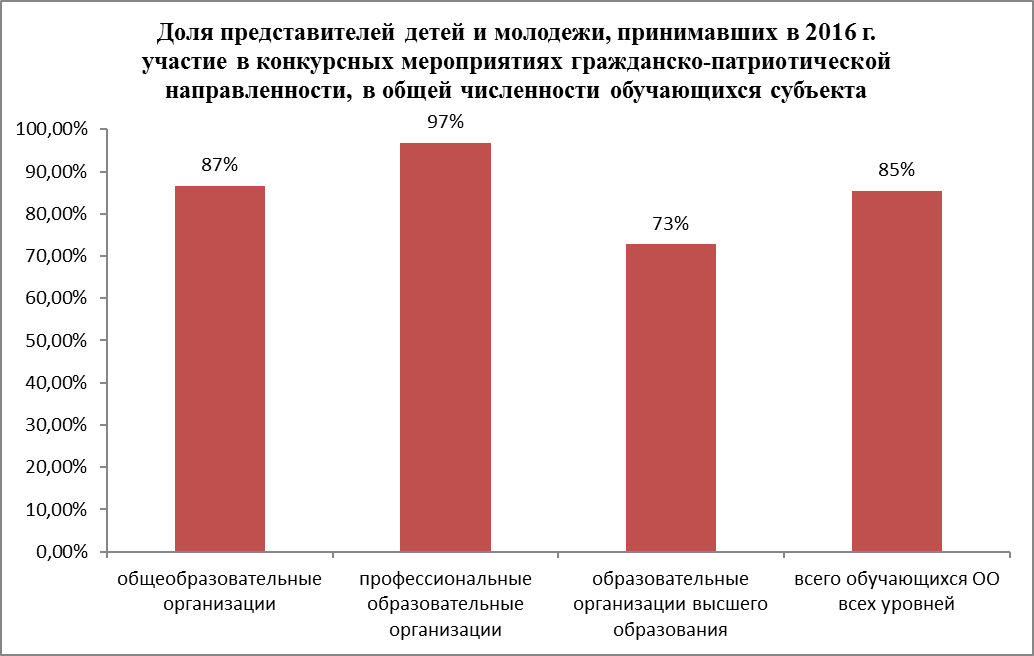 Доля представителей детей и молодежи, принимавших в 2016 г.
участие в конкурсных мероприятиях гражданско-патриотической
направленности, в общей численности обучающихся субъекта
100,00%
90,00%
80,00%
70,00%
60,00%
50,00%
40,00%
30,00%
20,00%
10,00%
0,00%
87%
97%
73%
85%
общеобразовательные
организации
профессиональные
образовательные
организации
образовательные
организации высшего
образования
всего обучающихся ОО
всех уровней